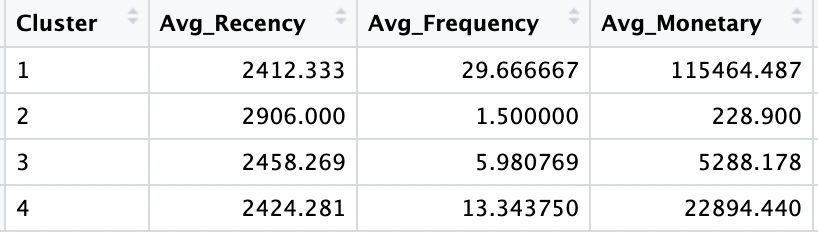 Cluster Avg_Recency Avg_Frequency Avg_Monetary
1 2412.333 29.666667 115464.487
2 2906.000 1.500000 228.900
3 2458.269 5.980769 5288.178
4 2424.281 13.343750 22894.440